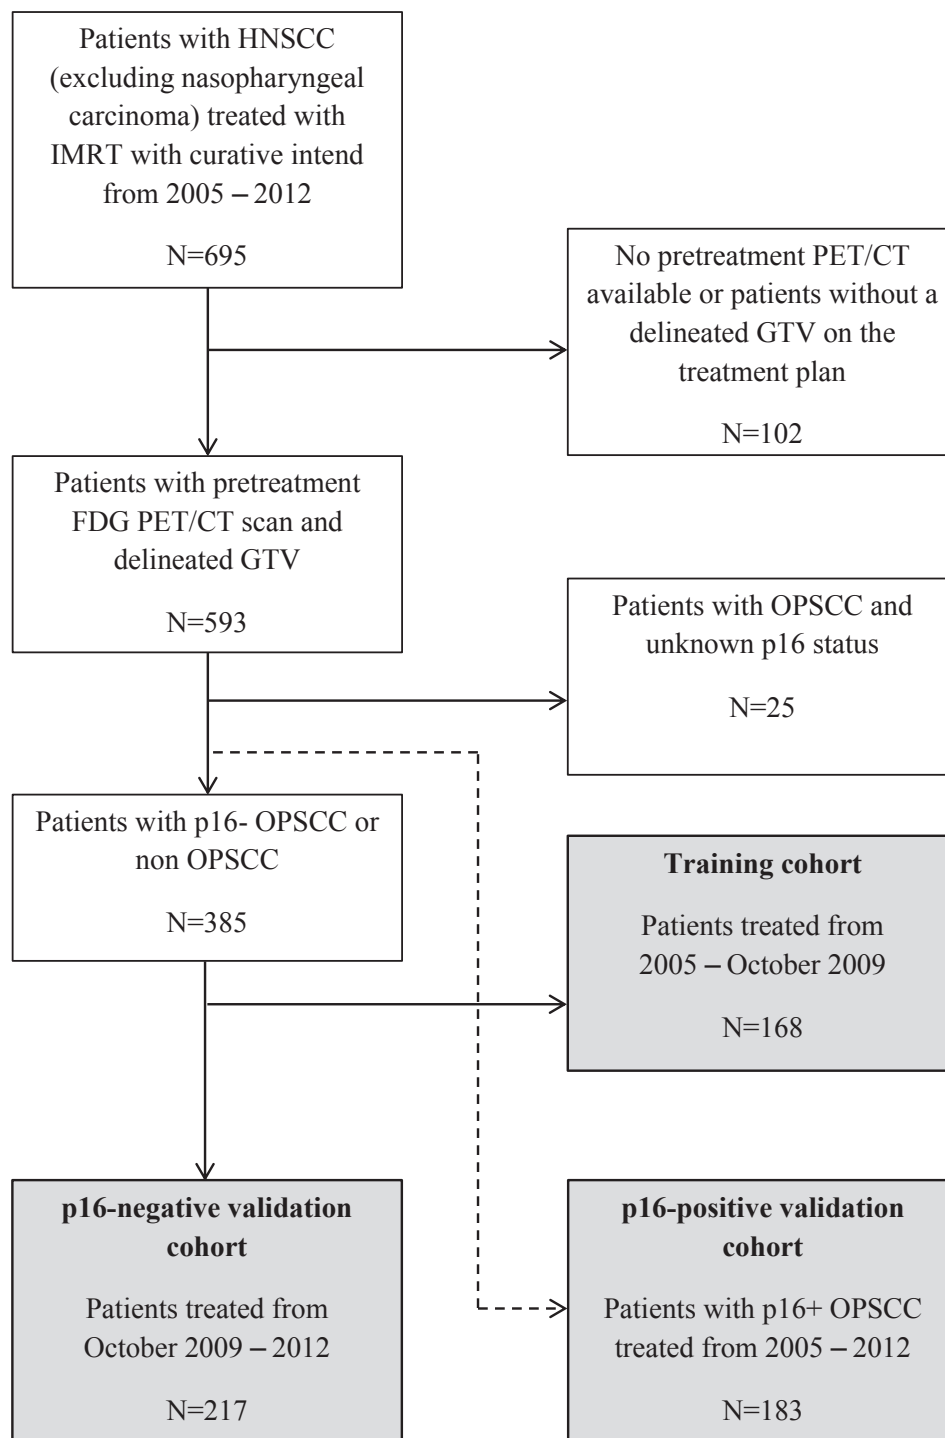 Patients with HNSCC
(excluding nasopharyngeal
carcinoma) treated with
IMRT with curative intend
from 2005 – 2012
N=695
No pretreatment PET/CT
available or patients without a
delineated GTV on the
treatment plan
N=102
Patients with pretreatment
FDG PET/CT scan and
delineated GTV
N=593
Patients with OPSCC and
unknown p16 status
N=25
Patients with p16- OPSCC or
non OPSCC
N=385
Training cohort
Patients treated from
2005 – October 2009
N=168
p16-negative validation
cohort
Patients treated from
October 2009 – 2012
N=217
p16-positive validation
cohort
Patients with p16+ OPSCC
treated from 2005 – 2012
N=183